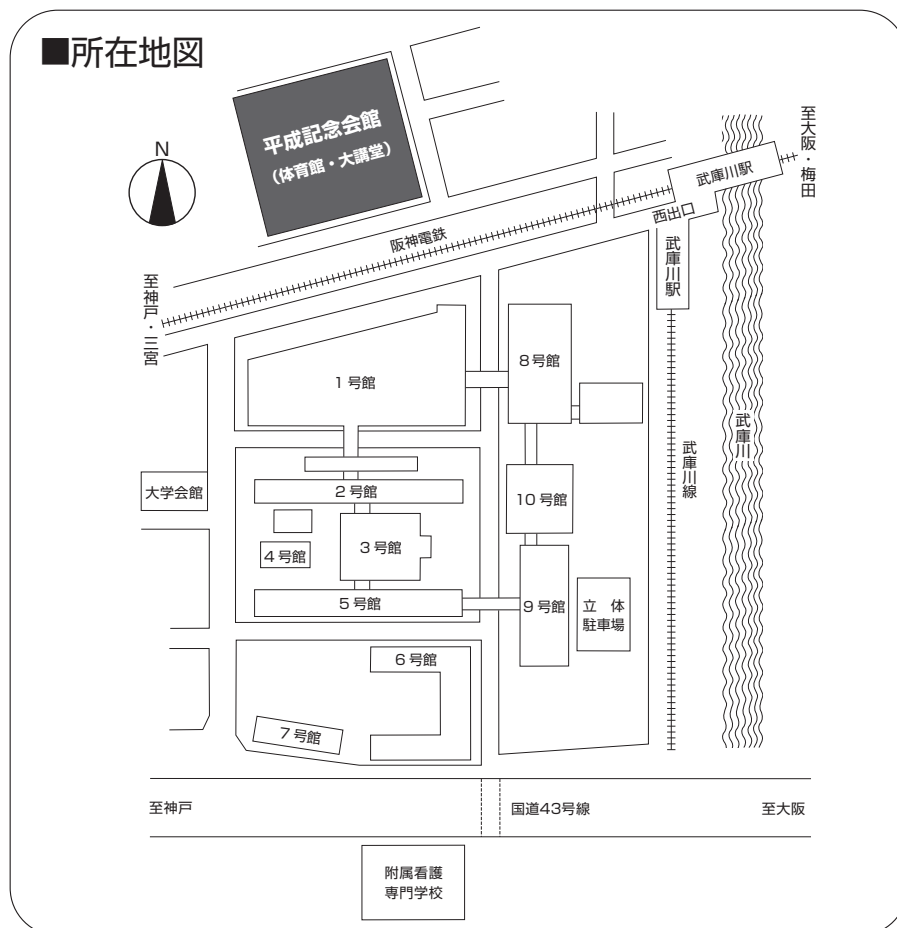 ■所在地図
平成記念会館
(体育館・大講堂)
N
至大阪・梅田
武庫川駅
西出口
阪神電鉄
武庫川駅
至神戸・三宮
8号館
1号館
武庫川
武庫川線
大学会館
2号館
10号館
3号館
4号館
5号館
9号館
立体
駐車場
6号館
7号館
至神戸
国道43号線
至大阪
附属看護
専門学校